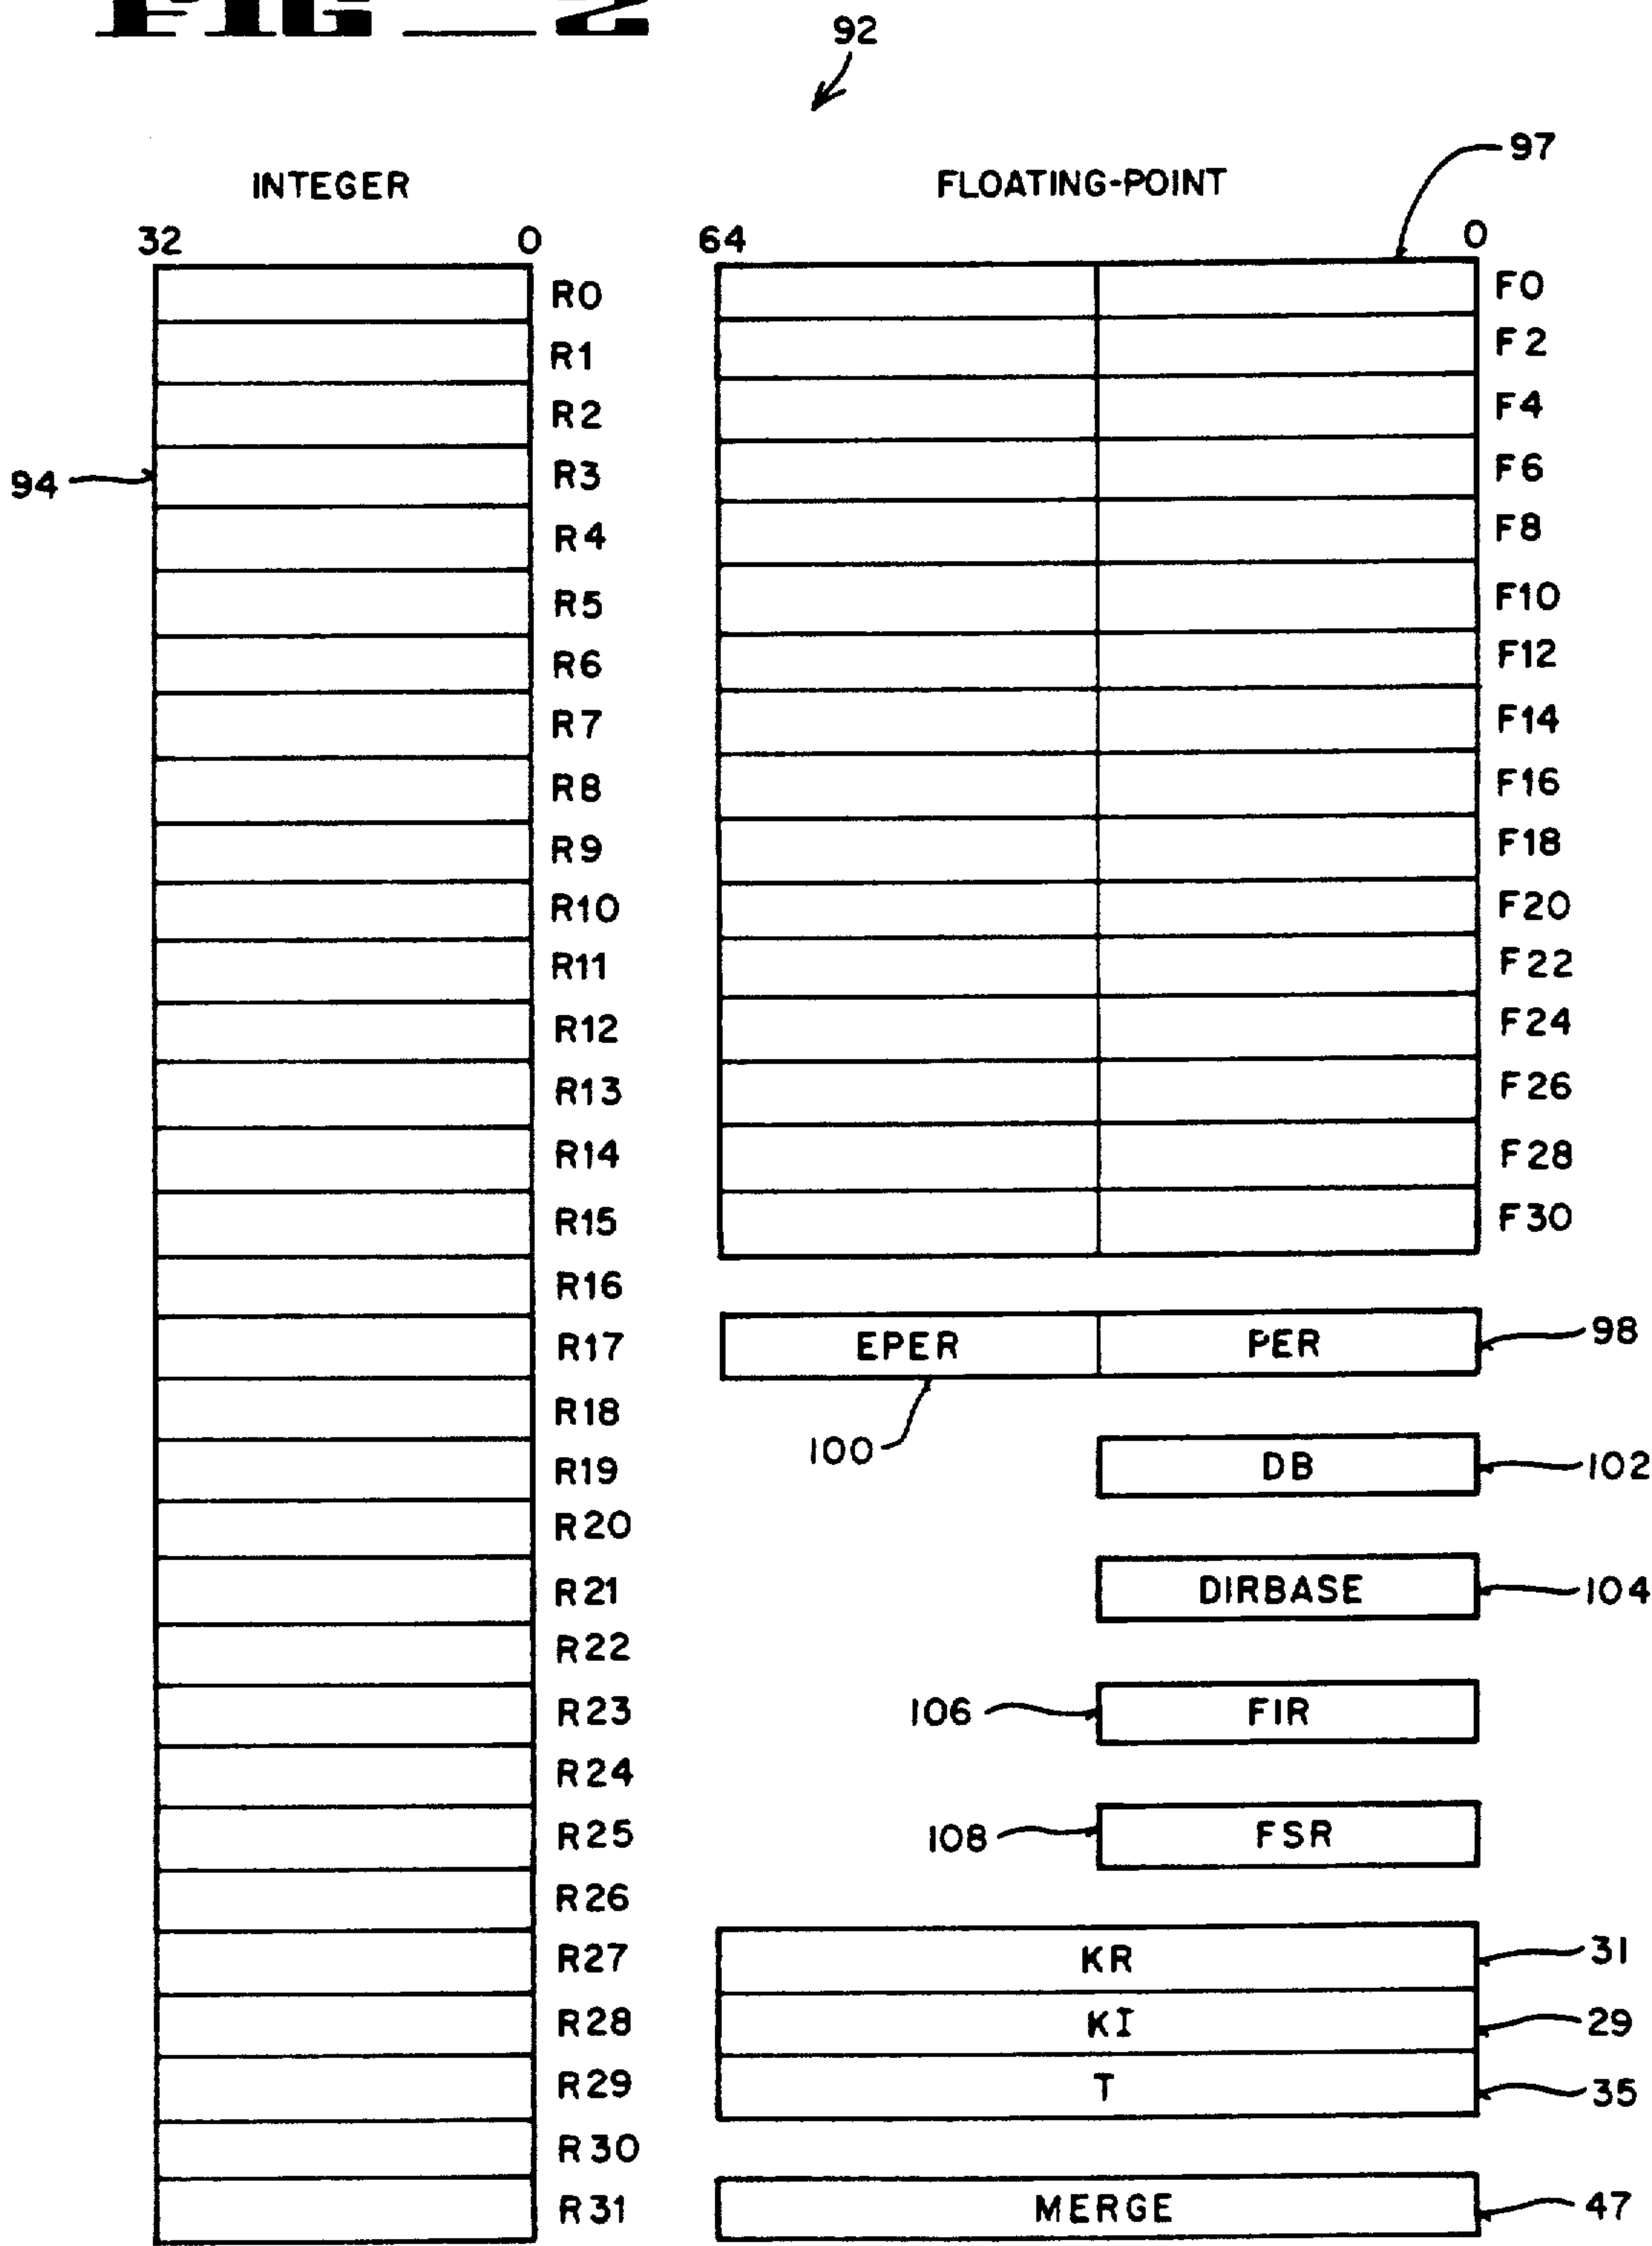 FIG_2
92
INTEGER
32 0
R0
R1
R2
R3
R4
R5
R6
R7
R8
R9
R10
R11
R12
R13
R14
R15
R16
R17
R18
R19
R20
R21
R22
R23
R24
R25
R26
R27
R28
R29
R30
R31
94
FLOATING-POINT
97
64 0
F0
F2
F4
F6
F8
F10
F12
F14
F16
F18
F20
F22
F24
F26
F28
F30
EPER PER 98
100
DB 102
DIRBASE 104
106 FIR
108 FSR
KR 31
KI 29
T 35
MERGE 47